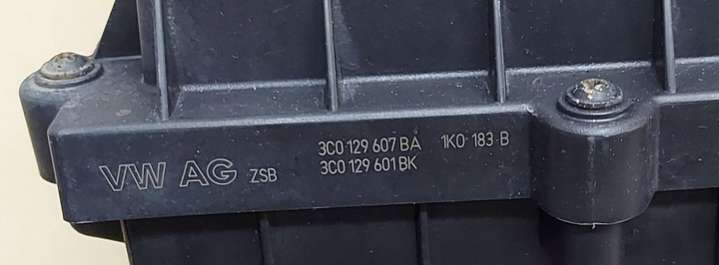 3C0 129 607 BA 1K0 183 B
VW AG ZSB 3C0 129 601 BK